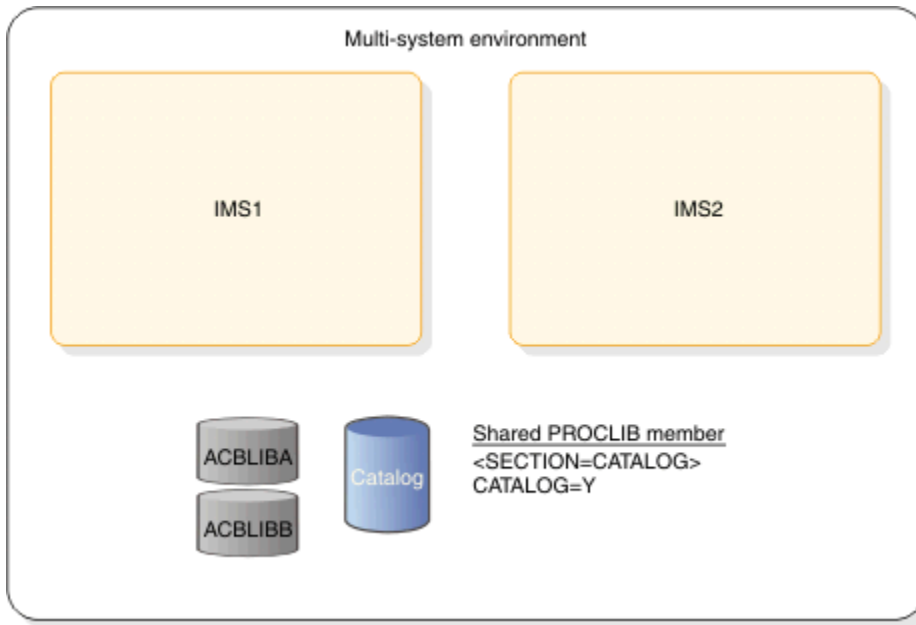 Multi-system environment
IMS1
IMS2
ACBLIBA
ACBLIBB
Catalog
Shared PROCLIB member
<SECTION=CATALOG>
CATALOG=Y